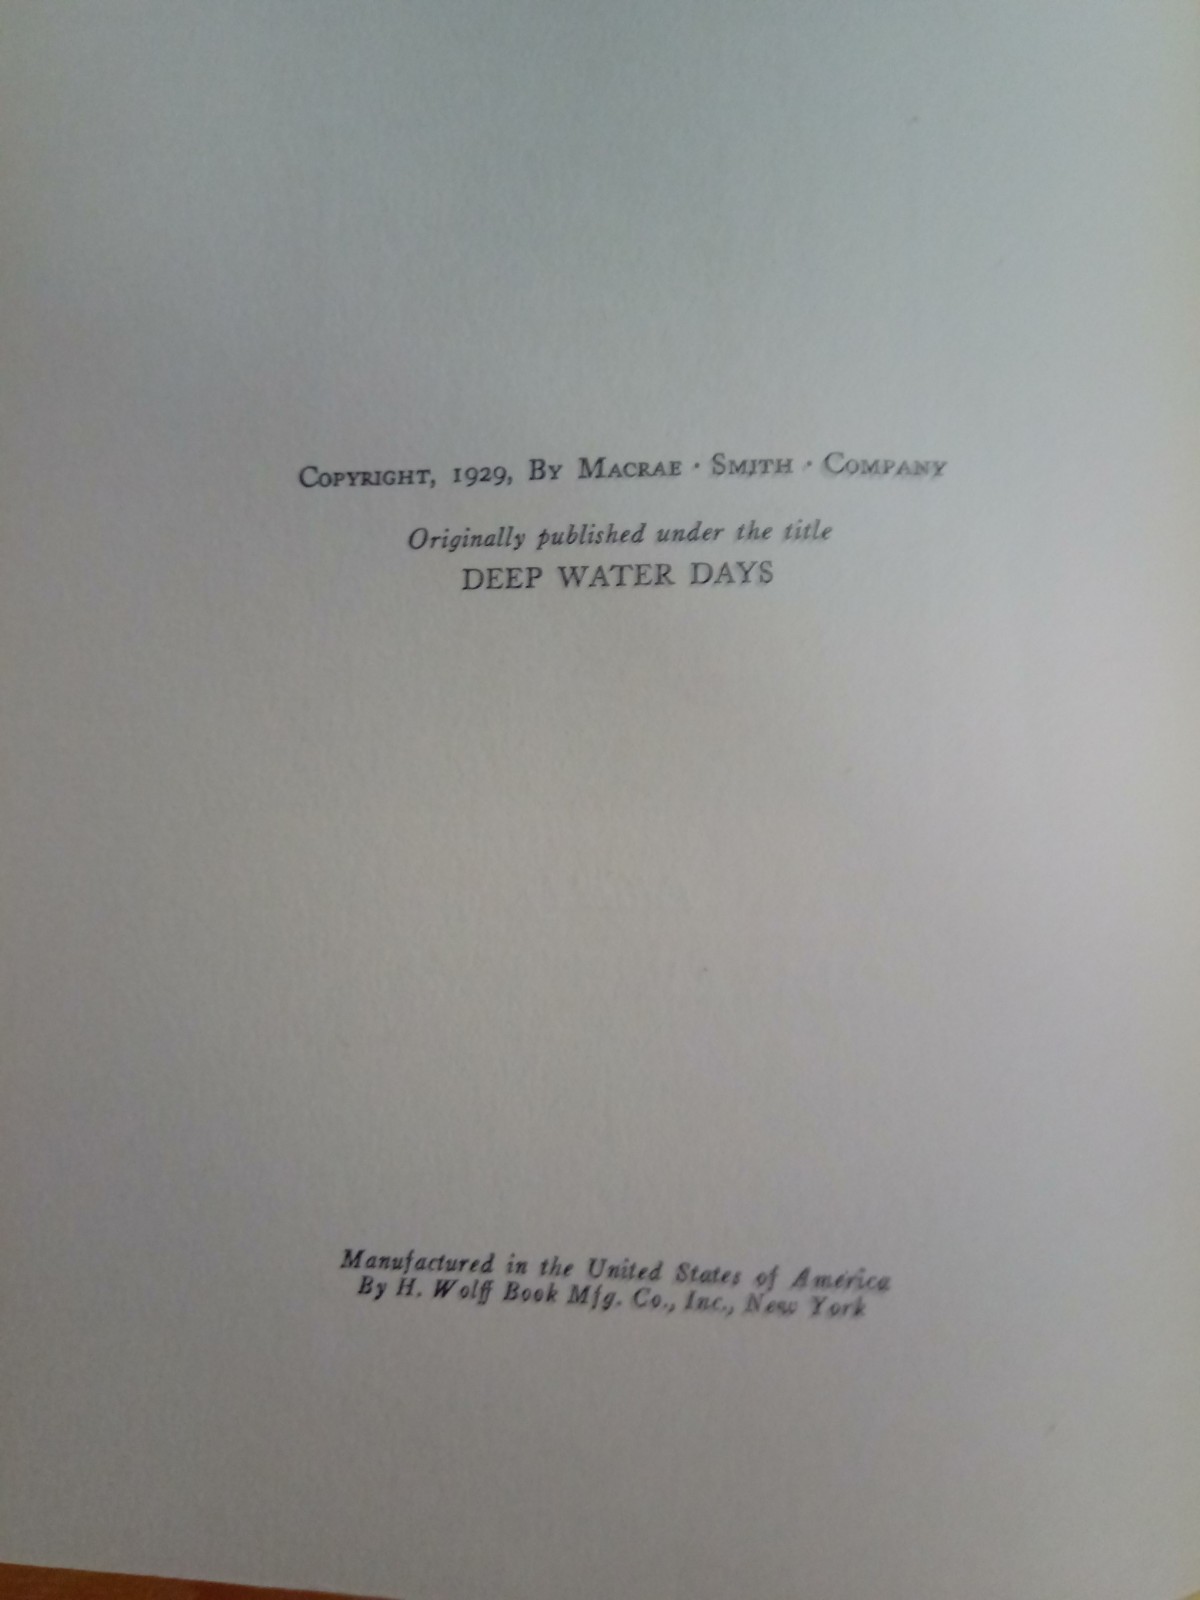 Copyright, 1929, By Macrae · Smith · Company
Originally published under the title
DEEP WATER DAYS
Manufactured in the United States of America
By H. Wolff Book Mfg. Co., Inc., New York